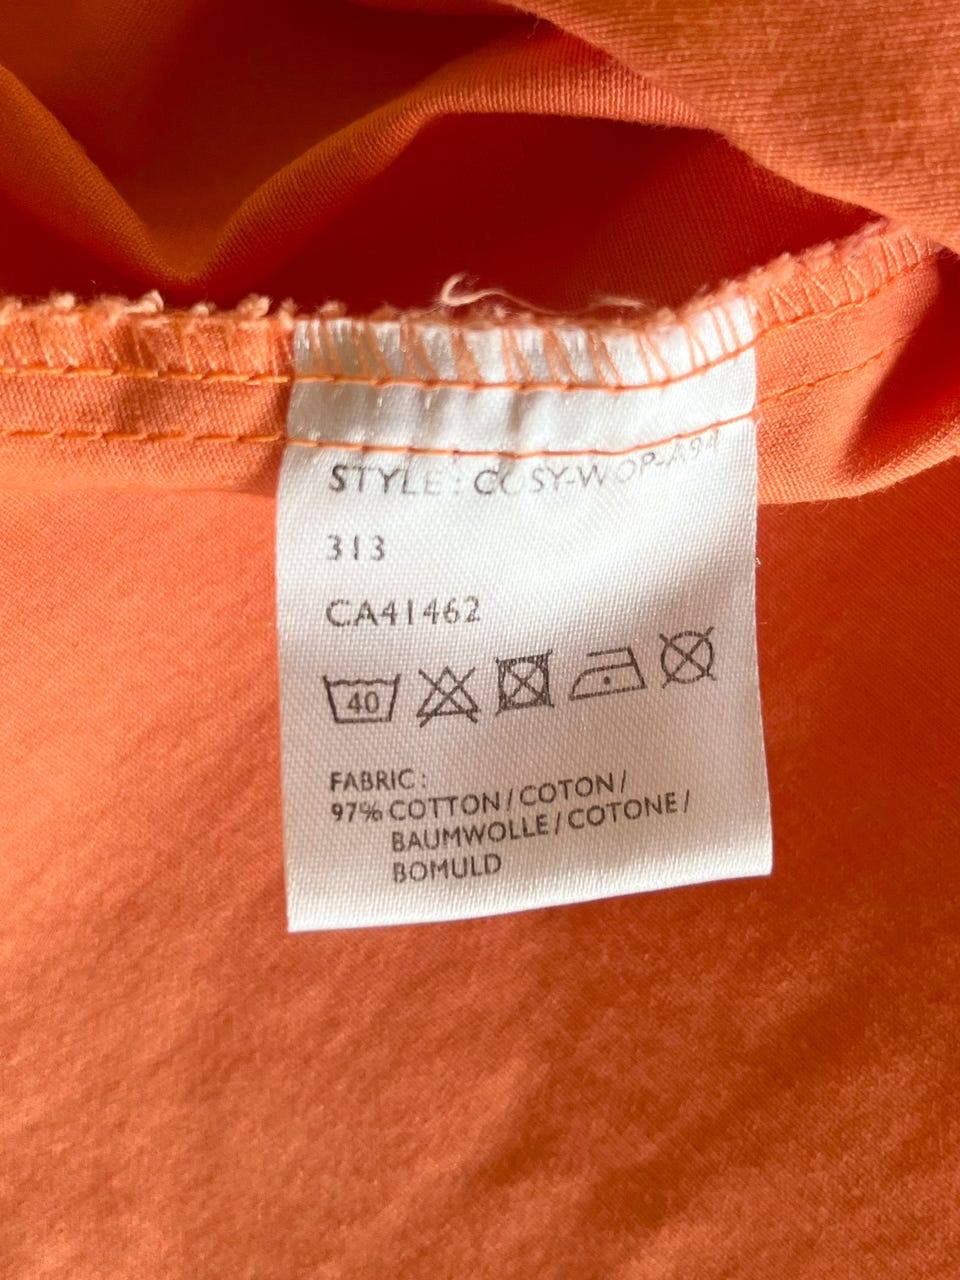 STYLE : COSY-WOP-A94
313
CA41462
40
FABRIC :
97% COTTON / COTON /
BAUMWOLLE / COTONE /
BOMULD